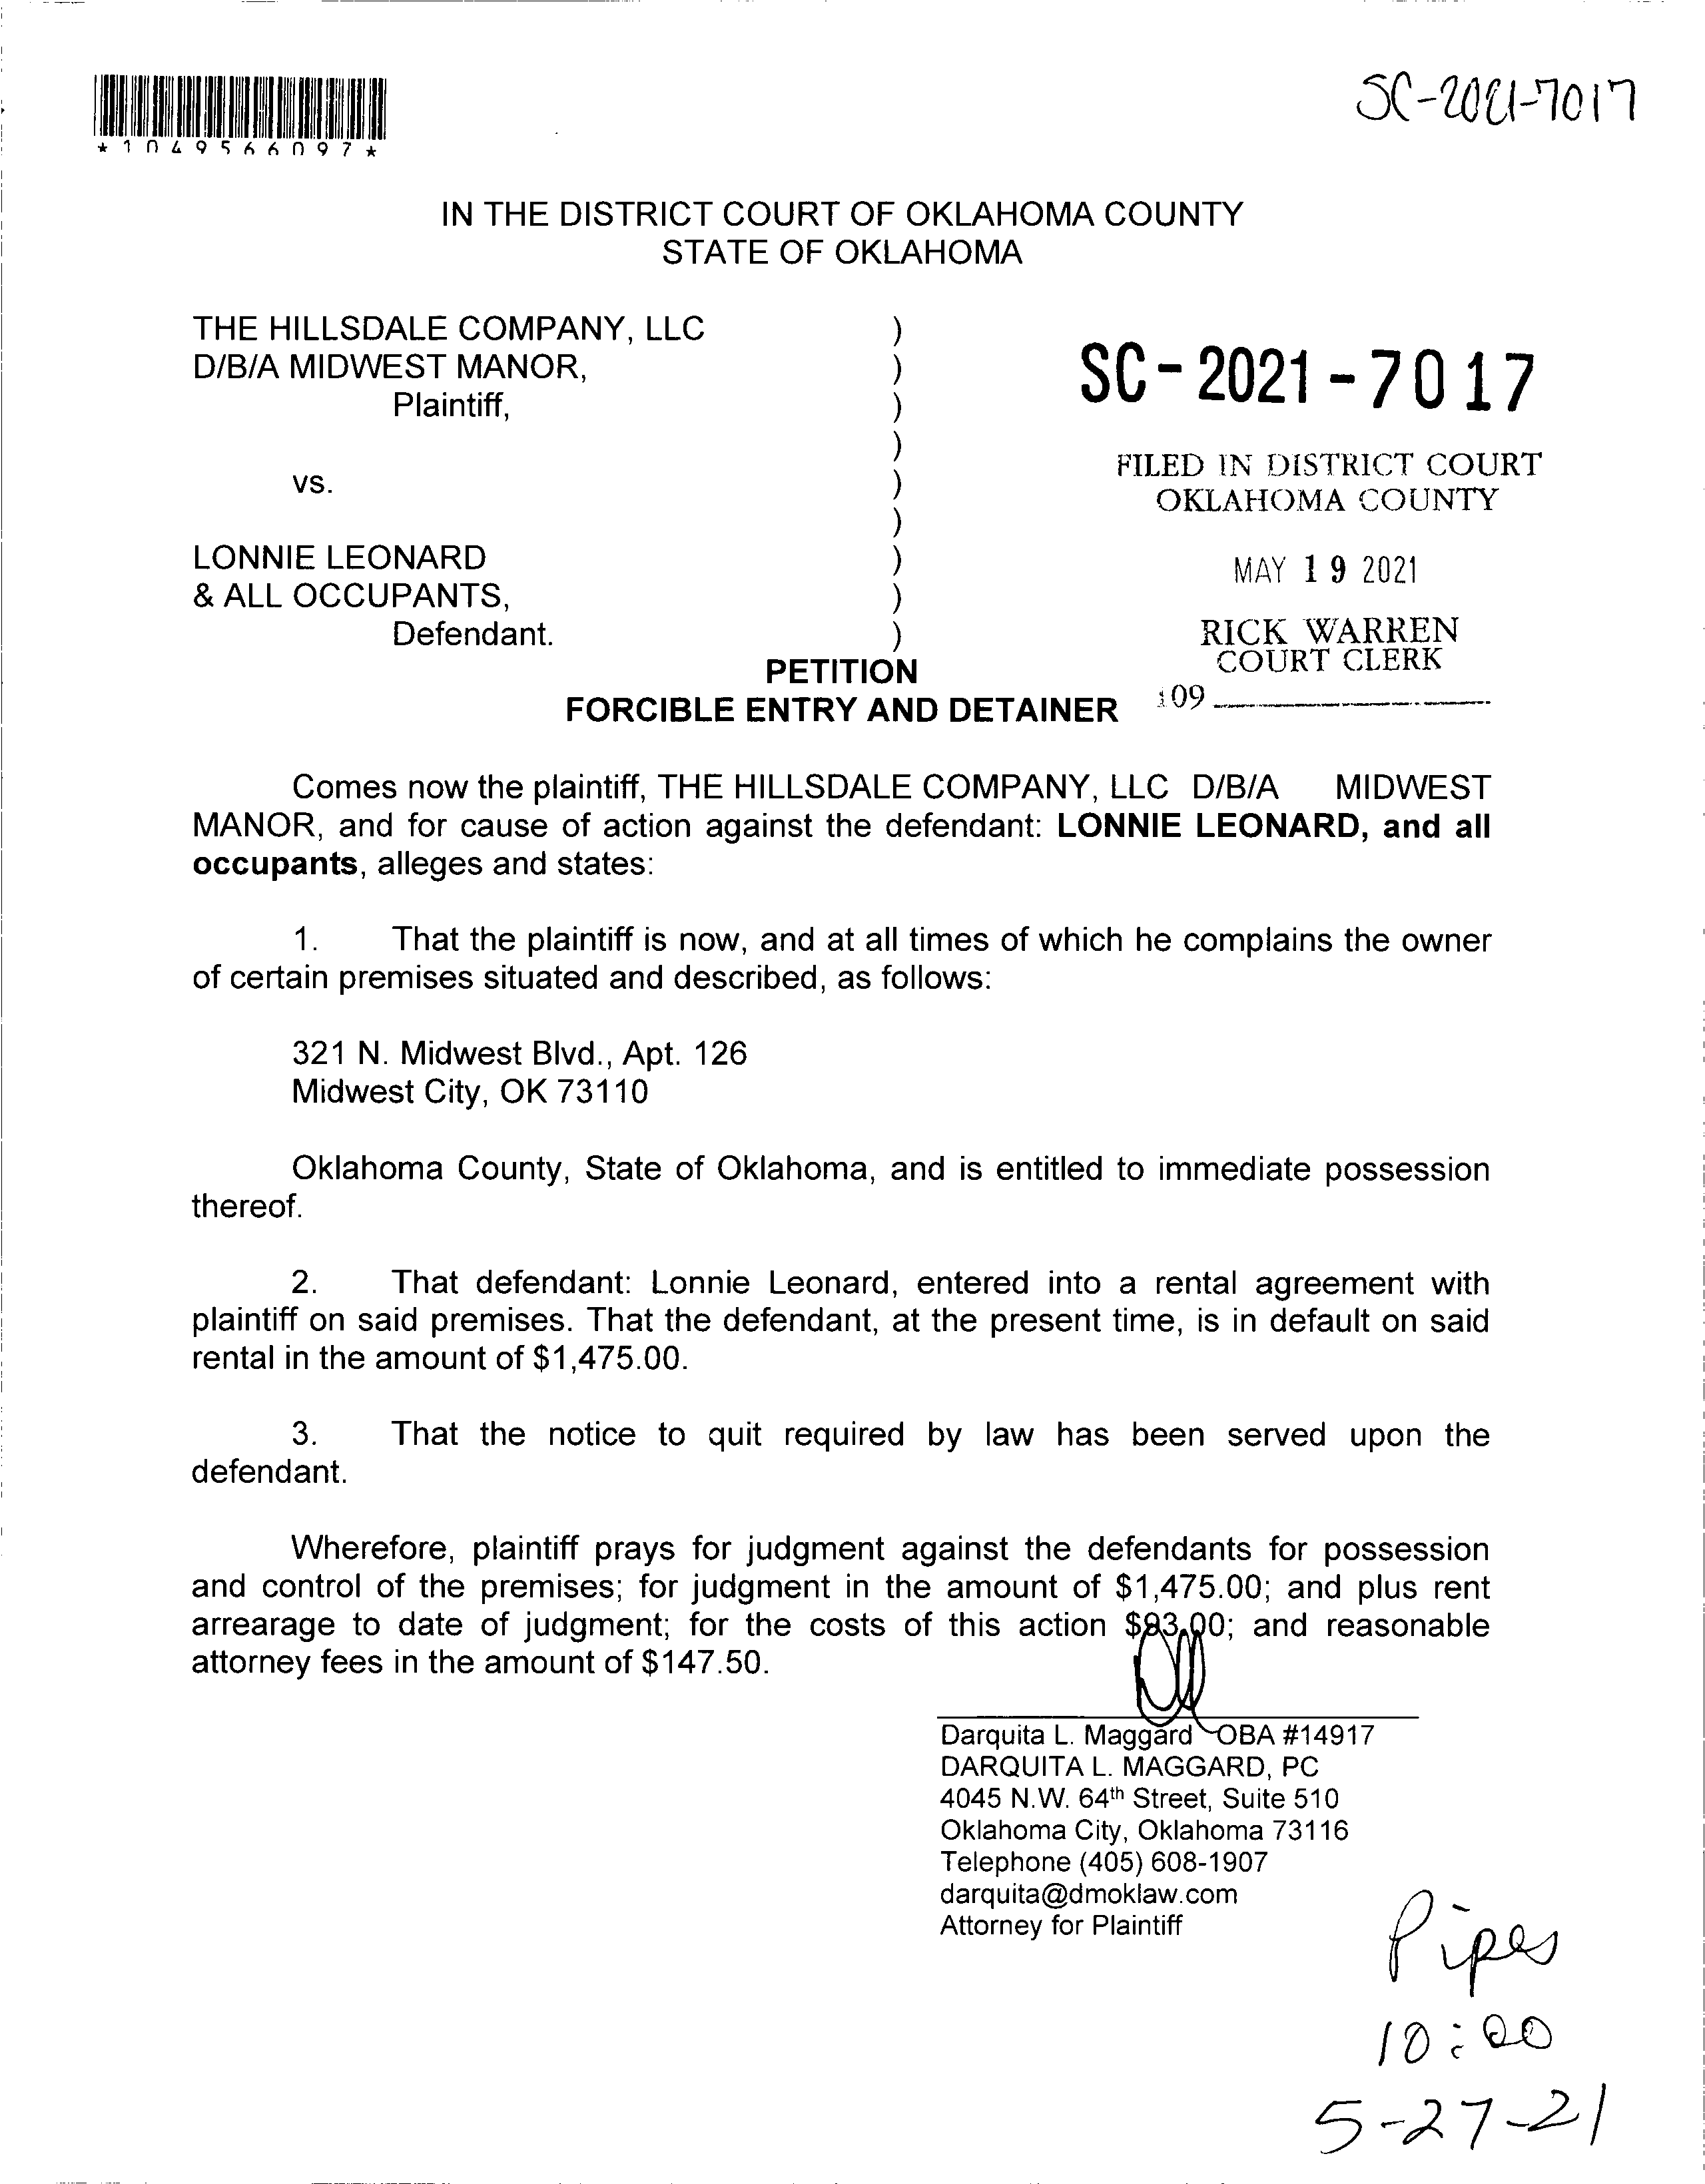 SC-2021-7017
*1049566097*
IN THE DISTRICT COURT OF OKLAHOMA COUNTY
STATE OF OKLAHOMA
THE HILLSDALE COMPANY, LLC )
D/B/A MIDWEST MANOR, )
Plaintiff, )
)
vs. )
)
LONNIE LEONARD )
& ALL OCCUPANTS, )
Defendant. )
SC-2021-7017
FILED IN DISTRICT COURT
OKLAHOMA COUNTY
MAY 19 2021
RICK WARREN
COURT CLERK
109
PETITION
FORCIBLE ENTRY AND DETAINER
Comes now the plaintiff, THE HILLSDALE COMPANY, LLC D/B/A MIDWEST
MANOR, and for cause of action against the defendant: LONNIE LEONARD, and all
occupants, alleges and states:
1. That the plaintiff is now, and at all times of which he complains the owner
of certain premises situated and described, as follows:
321 N. Midwest Blvd., Apt. 126
Midwest City, OK 73110
Oklahoma County, State of Oklahoma, and is entitled to immediate possession
thereof.
2. That defendant: Lonnie Leonard, entered into a rental agreement with
plaintiff on said premises. That the defendant, at the present time, is in default on said
rental in the amount of $1,475.00.
3. That the notice to quit required by law has been served upon the
defendant.
Wherefore, plaintiff prays for judgment against the defendants for possession
and control of the premises; for judgment in the amount of $1,475.00; and plus rent
arrearage to date of judgment; for the costs of this action and reasonable
attorney fees in the amount of $147.50.
Darquita L. Maggard OBA #14917
DARQUITA L. MAGGARD, PC
4045 N.W. 64th Street, Suite 510
Oklahoma City, Oklahoma 73116
Telephone (405) 608-1907
darquita@dmoklaw.com
Attorney for Plaintiff
Pipes
10:00
5-27-21